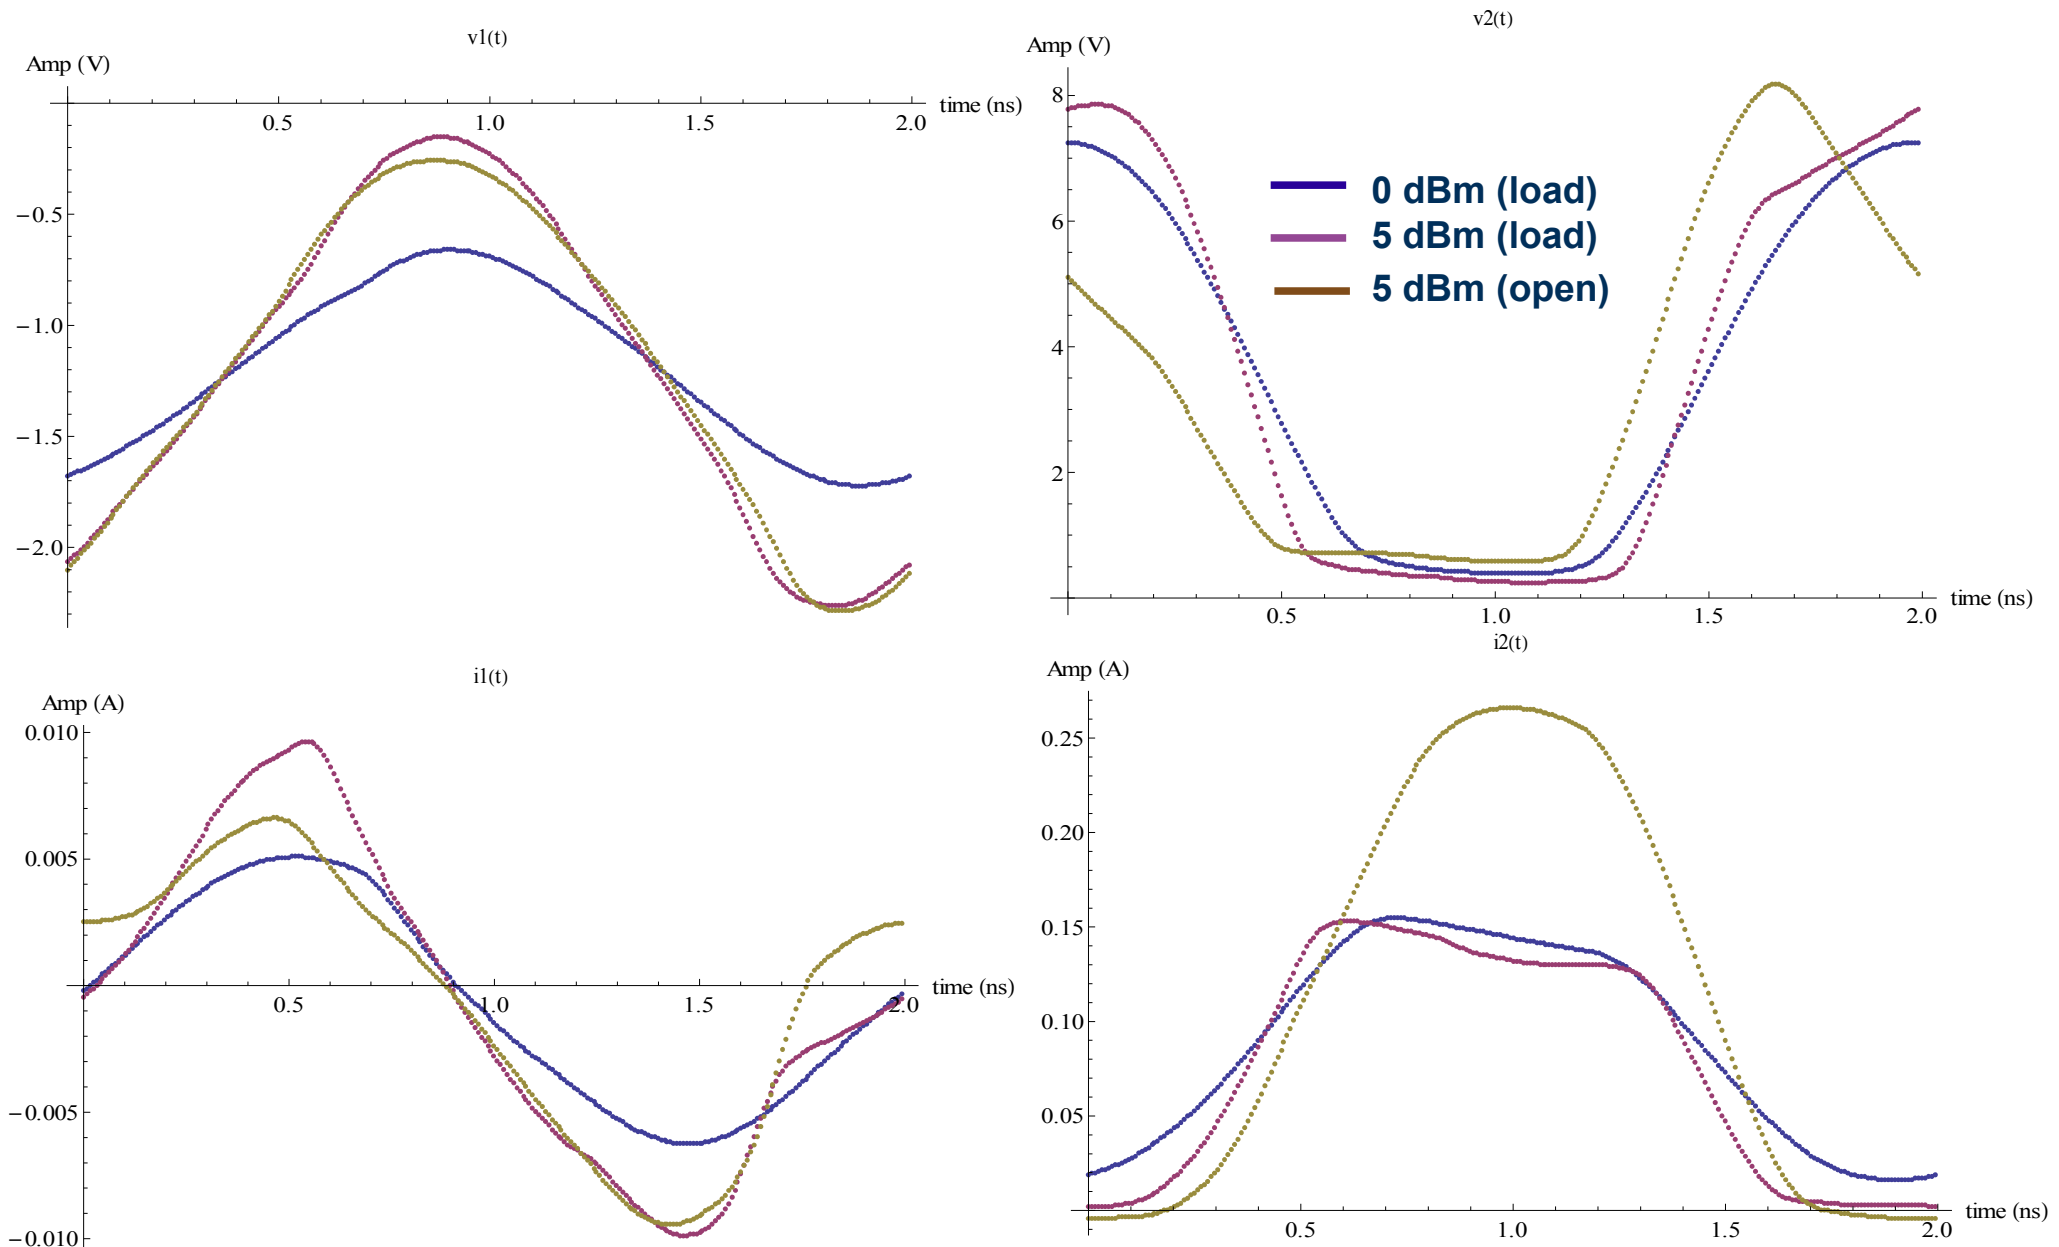 v1(t)
Amp (V)
time (ns)
0.5 1.0 1.5 2.0
−0.5
−1.0
−1.5
−2.0
v2(t)
Amp (V)
8
6
4
2
0 dBm (load)
5 dBm (load)
5 dBm (open)
0.5 1.0 1.5 2.0
time (ns)
i1(t)
Amp (A)
0.010
0.005
0.5 1.0 1.5 2.0
time (ns)
−0.005
−0.010
i2(t)
Amp (A)
0.25
0.20
0.15
0.10
0.05
0.5 1.0 1.5 2.0
time (ns)